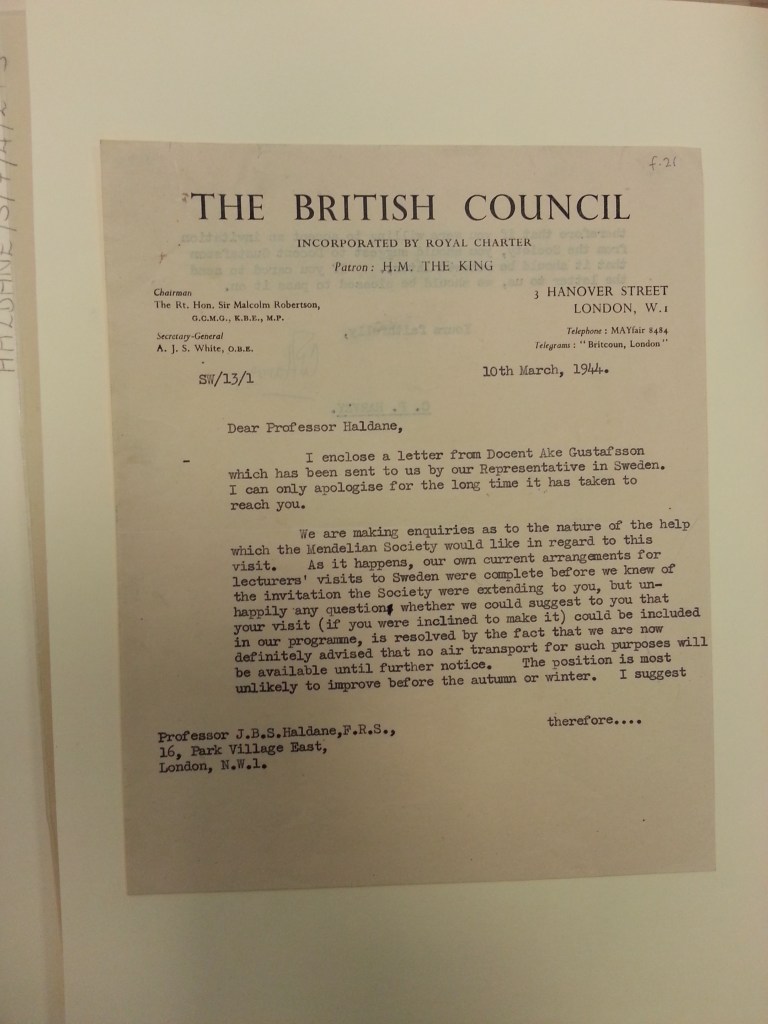 HALDANE/5/7/4/2/
f.21
THE BRITISH COUNCIL
INCORPORATED BY ROYAL CHARTER
Patron: H.M. THE KING
Chairman
The Rt. Hon. Sir Malcolm Robertson,
G.C.M.G., K.B.E., M.P.
Secretary-General
A. J. S. White, O.B.E.
3 HANOVER STREET
LONDON, W.1
Telephone: MAYfair 8484
Telegrams: "Britcoun, London"
SW/13/1
10th March, 1944.
Dear Professor Haldane,
I enclose a letter from Docent Ake Gustafsson
which has been sent to us by our Representative in Sweden.
I can only apologise for the long time it has taken to
reach you.
We are making enquiries as to the nature of the help
which the Mendelian Society would like in regard to this
visit. As it happens, our own current arrangements for
lecturers' visits to Sweden were complete before we knew of
the invitation the Society were extending to you, but un-
happily any question, whether we could suggest to you that
your visit (if you were inclined to make it) could be included
in our programme, is resolved by the fact that we are now
definitely advised that no air transport for such purposes will
be available until further notice. The position is most
unlikely to improve before the autumn or winter. I suggest
therefore....
Professor J.B.S.Haldane,F.R.S.,
16, Park Village East,
London, N.W.1.